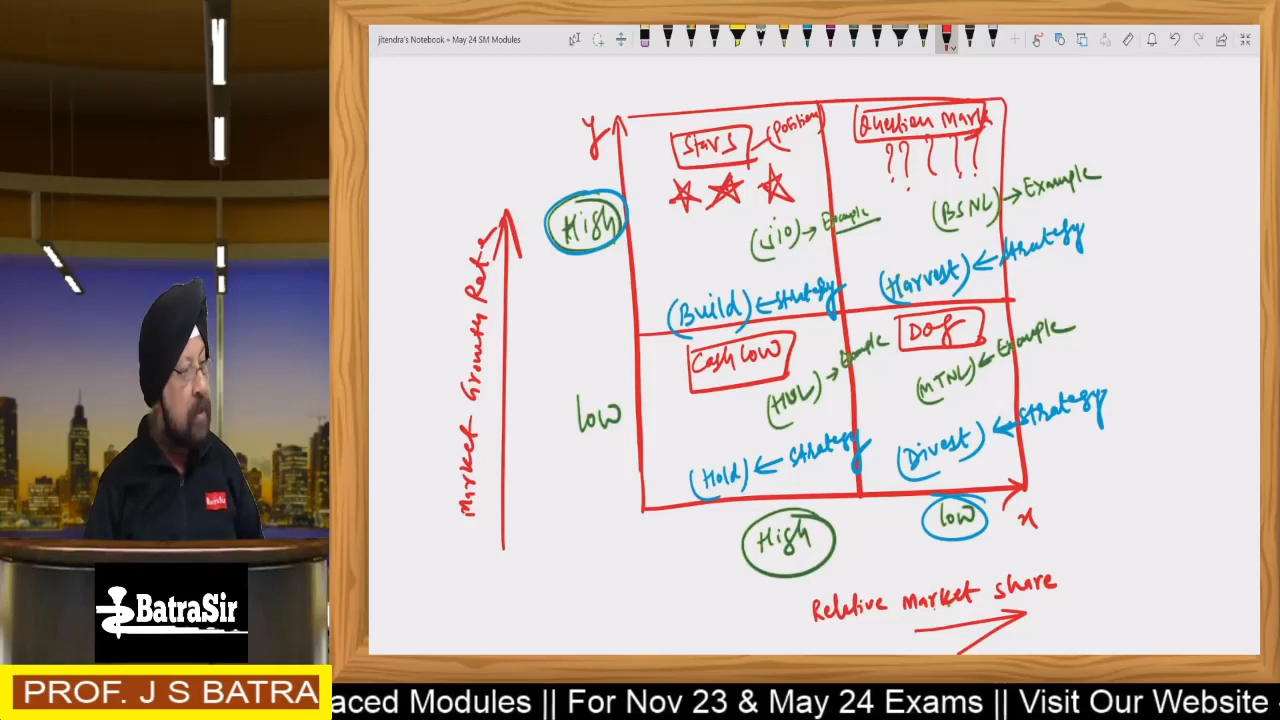 jitendra's Notebook » May 24 SM Modules
y
Stars (Position)
Question Mark
? ? ? ? ?
High
(Jio) → Example
(BSNL) → Example
(Build) ← strategy
(Harvest) ← strategy
Market Growth Rate
Cash Cow
Dog
low
(HUL) → Example
(MTNL) ← Example
(Hold) ← strategy
(Divest) ← strategy
High
low
x
Relative market share
BatraSir
BatraSir
PROF. J S BATRA
aced Modules || For Nov 23 & May 24 Exams || Visit Our Website